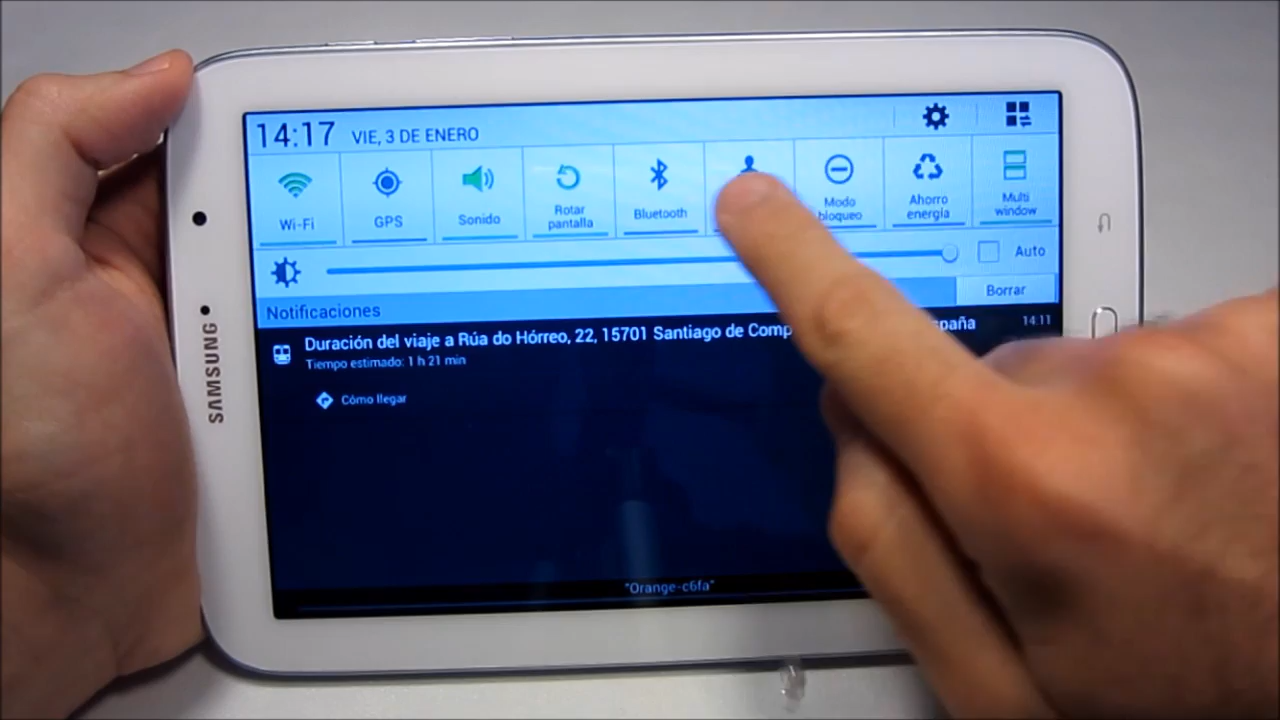 14:17 VIE, 3 DE ENERO
Wi-Fi
GPS
Sonido
Rotar
pantalla
Bluetooth
Modo
bloqueo
Ahorro
energía
Multi
window
Auto
Notificaciones
Borrar
Duración del viaje a Rúa do Hórreo, 22, 15701 Santiago de Comp
14:11
Tiempo estimado: 1 h 21 min
Cómo llegar
"Orange-c6fa"
SAMSUNG